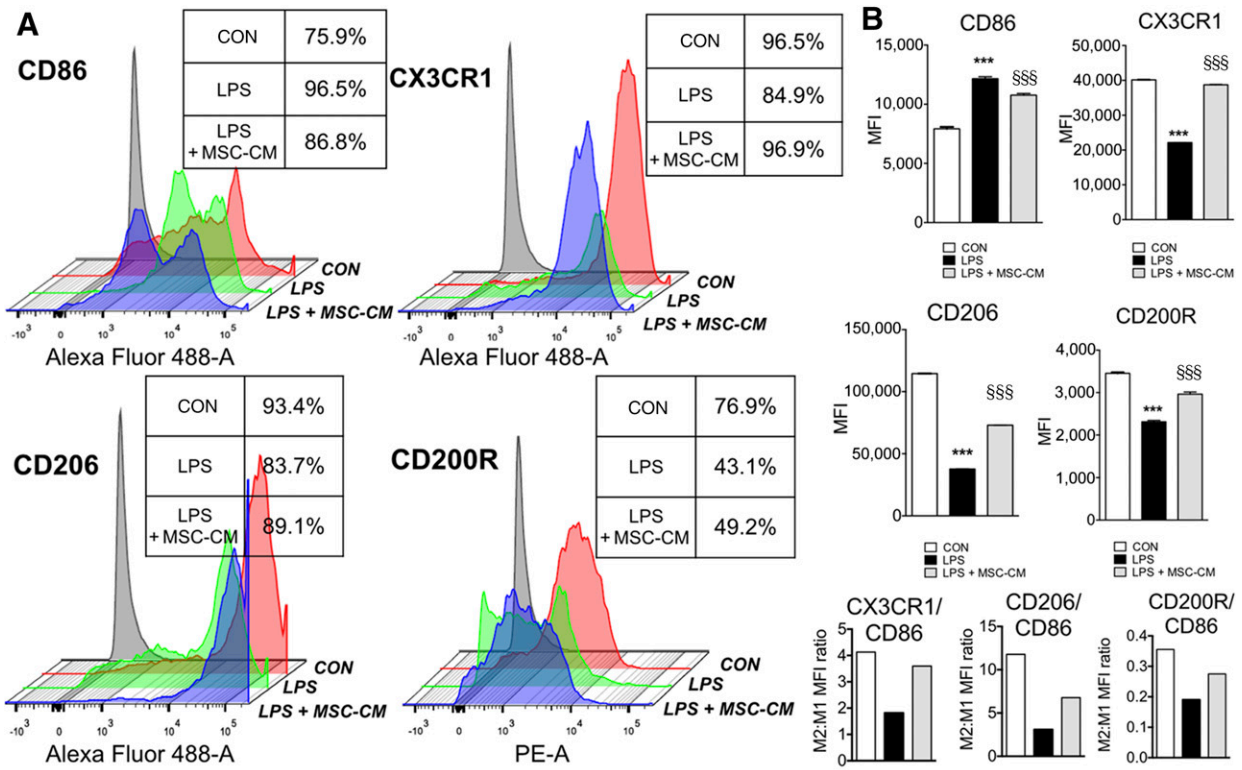 A
CD86
CON 75.9%
LPS 96.5%
LPS
+ MSC-CM 86.8%
CON
LPS
LPS + MSC-CM
-10³ 0 10³ 10⁴ 10⁵
Alexa Fluor 488-A
CX3CR1
CON 96.5%
LPS 84.9%
LPS
+ MSC-CM 96.9%
CON
LPS
LPS + MSC-CM
-10³ 0 10³ 10⁴ 10⁵
Alexa Fluor 488-A
CD206
CON 93.4%
LPS 83.7%
LPS
+ MSC-CM 89.1%
CON
LPS
LPS + MSC-CM
-10³ 0 10³ 10⁴ 10⁵
Alexa Fluor 488-A
CD200R
CON 76.9%
LPS 43.1%
LPS
+ MSC-CM 49.2%
CON
LPS
LPS + MSC-CM
-10³ 0 10³ 10⁴ 10⁵
PE-A
B
CD86
MFI
15,000
10,000
5,000
0
***
§§§
CON
LPS
LPS + MSC-CM
CX3CR1
MFI
50,000
40,000
30,000
20,000
10,000
0
***
§§§
CON
LPS
LPS + MSC-CM
CD206
MFI
150,000
100,000
50,000
0
***
§§§
CON
LPS
LPS + MSC-CM
CD200R
MFI
4,000
3,000
2,000
1,000
0
***
§§§
CON
LPS
LPS + MSC-CM
CX3CR1/
CD86
M2:M1 MFI ratio
5
4
3
2
1
0
CD206/
CD86
M2:M1 MFI ratio
15
10
5
0
CD200R/
CD86
M2:M1 MFI ratio
0.4
0.3
0.2
0.1
0.0